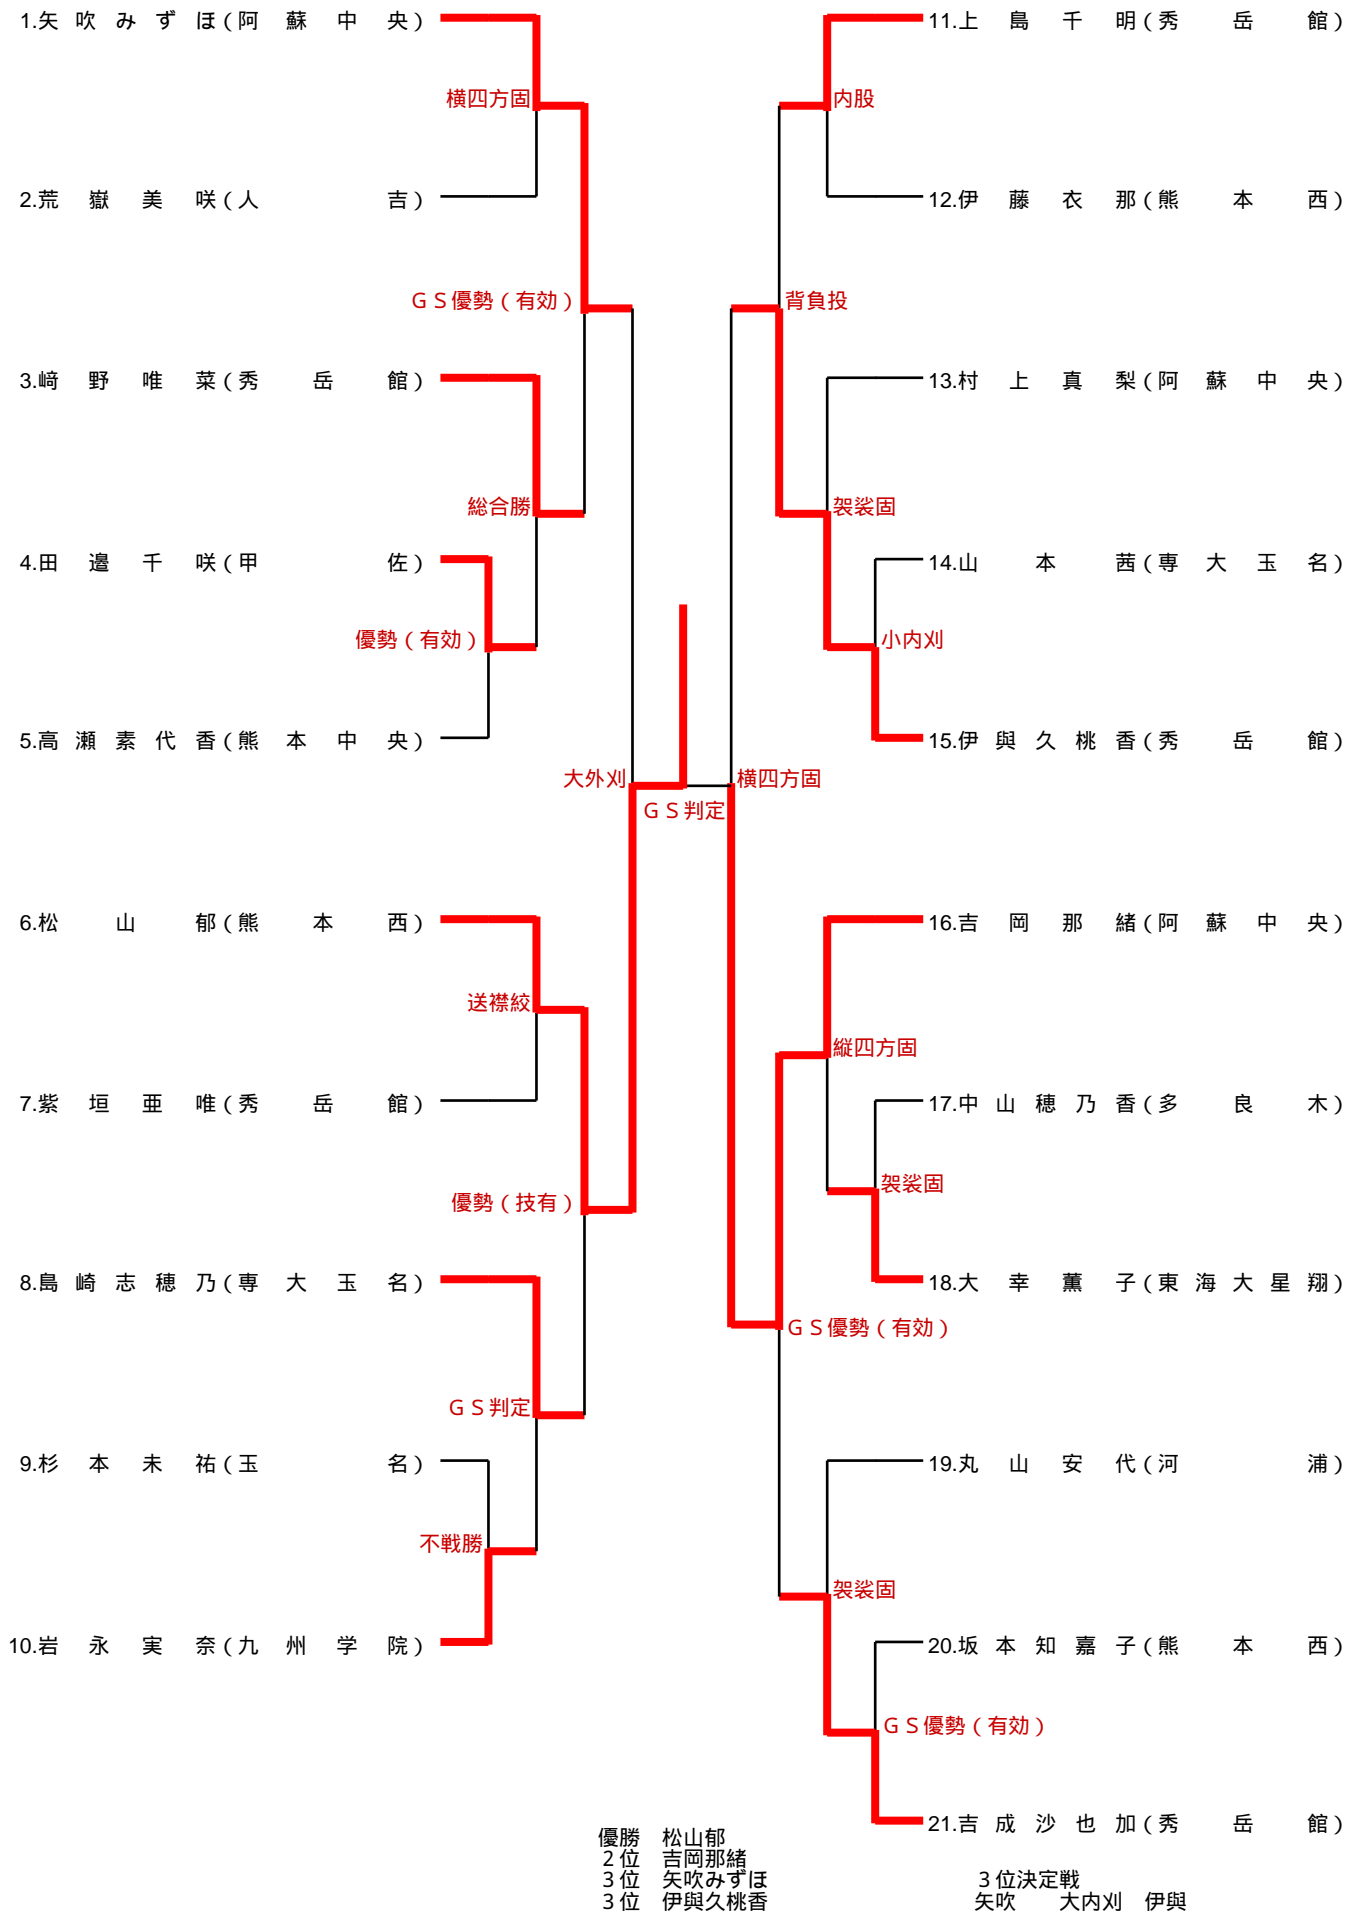 1.矢吹みずほ(阿蘇中央)
11.上島千明(秀岳館)
横四方固
内股
2.荒嶽美咲(人吉)
12.伊藤衣那(熊本西)
GS優勢(有効)
背負投
3.﨑野唯菜(秀岳館)
13.村上真梨(阿蘇中央)
総合勝
袈裟固
4.田邉千咲(甲佐)
14.山本茜(専大玉名)
優勢(有効)
小内刈
5.高瀬素代香(熊本中央)
15.伊與久桃香(秀岳館)
大外刈
横四方固
GS判定
6.松山郁(熊本西)
16.吉岡那緒(阿蘇中央)
送襟絞
縦四方固
7.紫垣亜唯(秀岳館)
17.中山穂乃香(多良木)
優勢(技有)
袈裟固
8.島崎志穂乃(専大玉名)
18.大幸薫子(東海大星翔)
GS優勢(有効)
GS判定
9.杉本未祐(玉名)
19.丸山安代(河浦)
不戦勝
袈裟固
10.岩永実奈(九州学院)
20.坂本知嘉子(熊本西)
GS優勢(有効)
21.吉成沙也加(秀岳館)
優勝 松山郁
2位 吉岡那緒
3位 矢吹みずほ
3位 伊與久桃香
3位決定戦
矢吹 大内刈 伊與